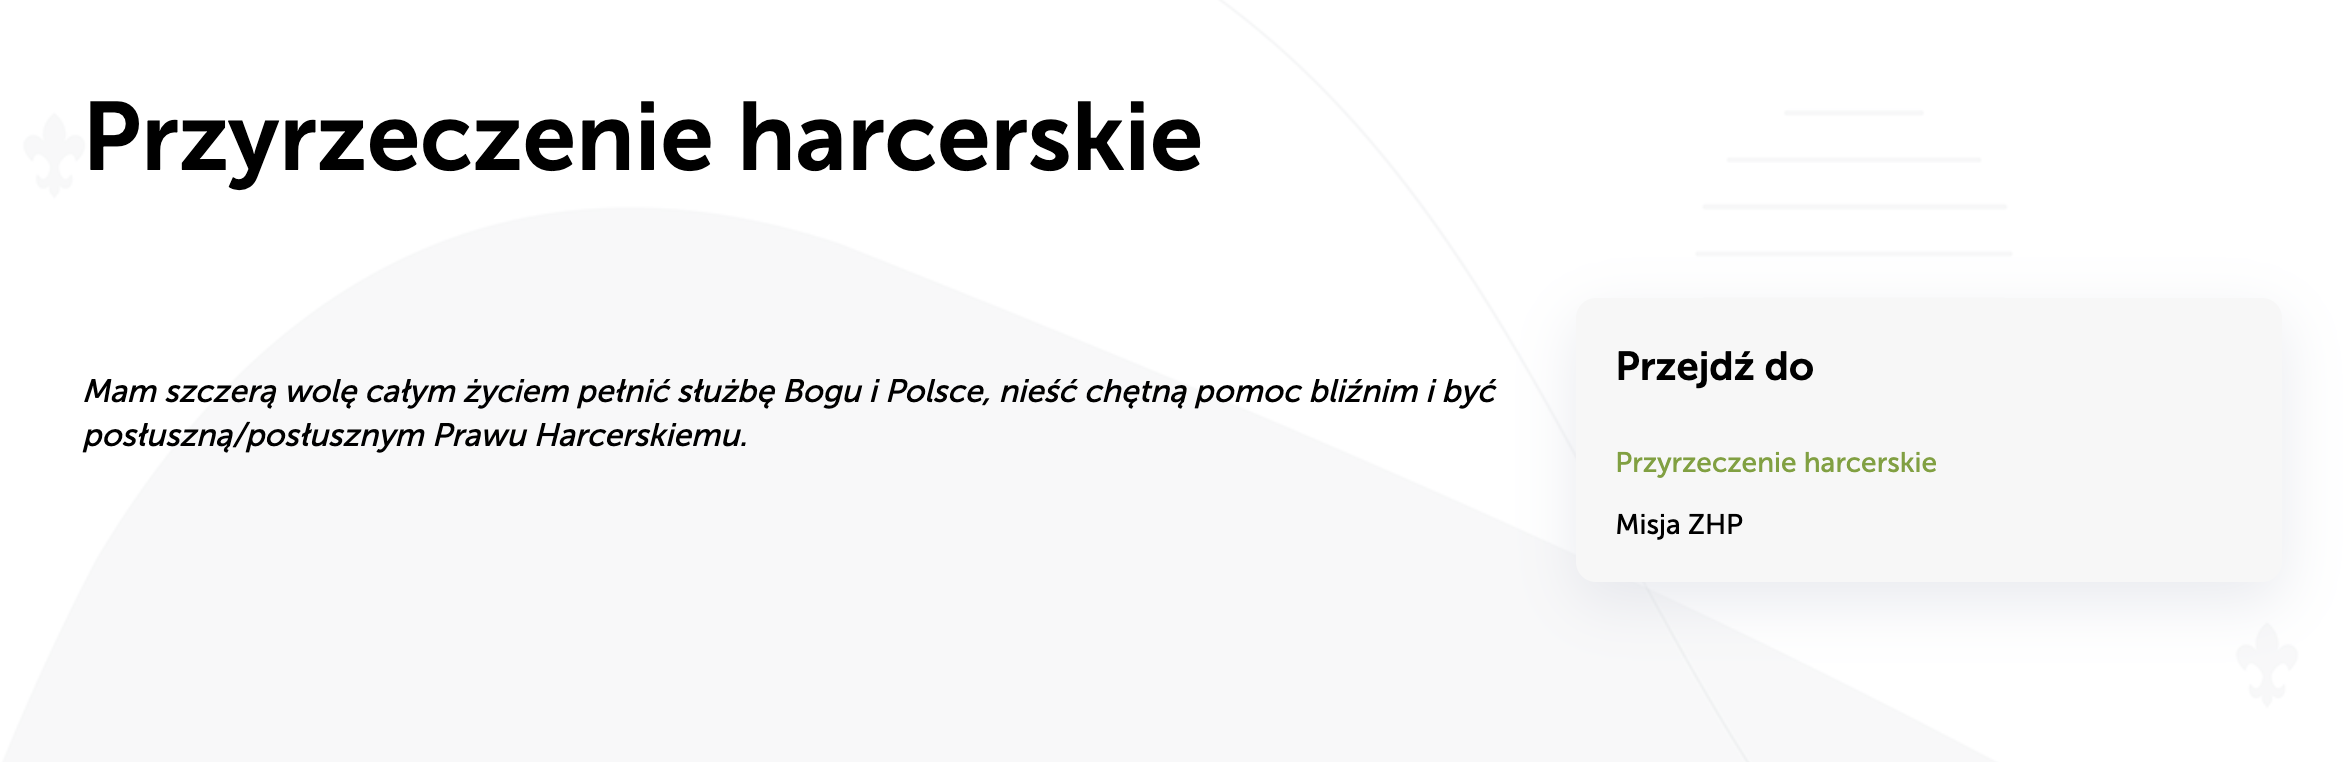 Przyrzeczenie harcerskie
Mam szczerą wolę całym życiem pełnić służbę Bogu i Polsce, nieść chętną pomoc bliźnim i być
posłuszną/posłusznym Prawu Harcerskiemu.
Przejdź do
Przyrzeczenie harcerskie
Misja ZHP